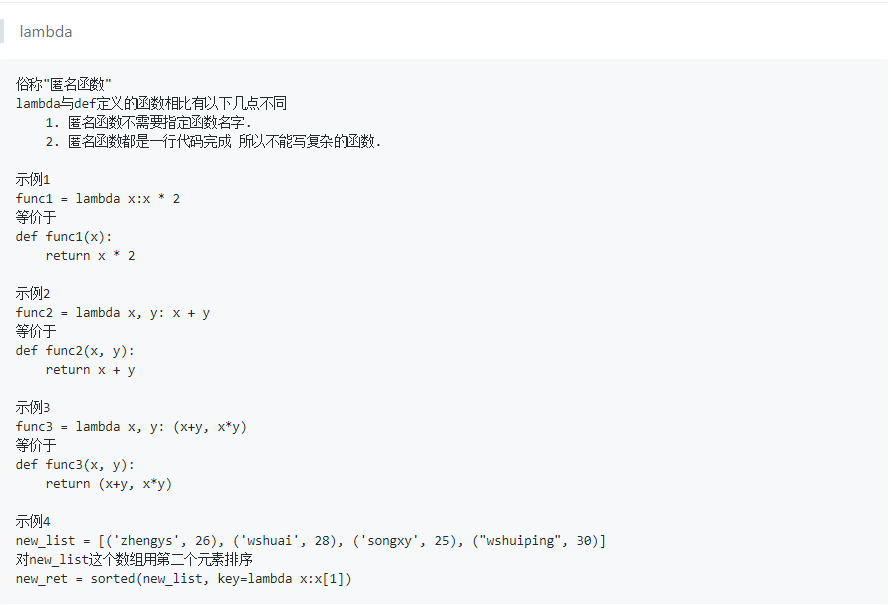 lambda
俗称"匿名函数"
lambda与def定义的函数相比有以下几点不同
1. 匿名函数不需要指定函数名字.
2. 匿名函数都是一行代码完成 所以不能写复杂的函数.
示例1
func1 = lambda x:x * 2
等价于
def func1(x):
return x * 2
示例2
func2 = lambda x, y: x + y
等价于
def func2(x, y):
return x + y
示例3
func3 = lambda x, y: (x+y, x*y)
等价于
def func3(x, y):
return (x+y, x*y)
示例4
new_list = [('zhengys', 26), ('wshuai', 28), ('songxy', 25), ("wshuiping", 30)]
对new_list这个数组用第二个元素排序
new_ret = sorted(new_list, key=lambda x:x[1])